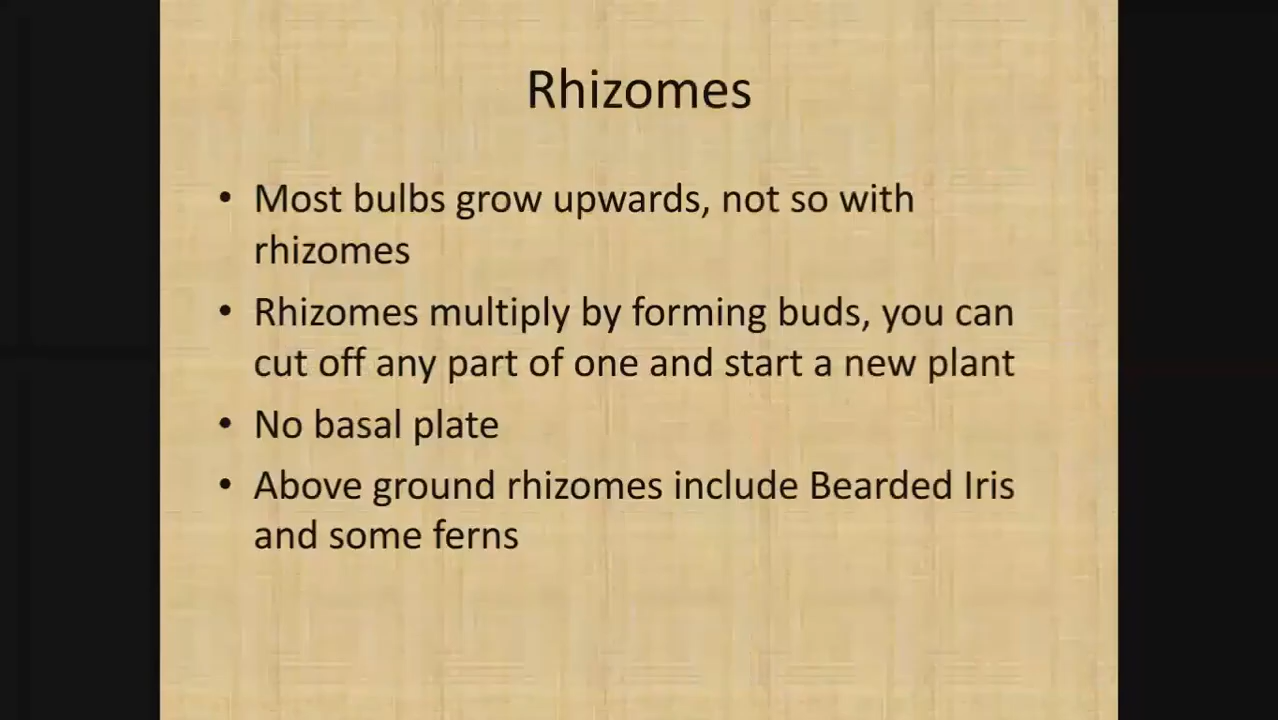 Rhizomes
• Most bulbs grow upwards, not so with
rhizomes
• Rhizomes multiply by forming buds, you can
cut off any part of one and start a new plant
• No basal plate
• Above ground rhizomes include Bearded Iris
and some ferns